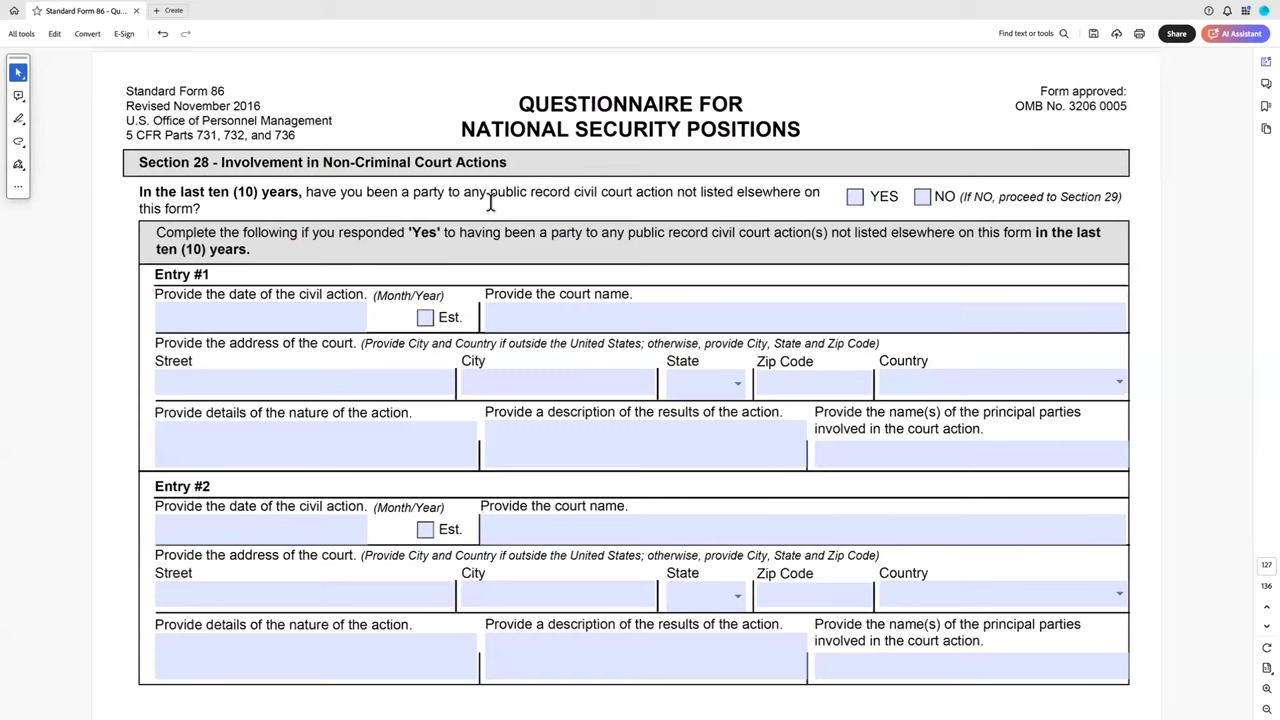 Standard Form 86 - Qu...
Create
All tools
Edit
Convert
E-Sign
Find text or tools
Share
AI Assistant
Standard Form 86
Revised November 2016
U.S. Office of Personnel Management
5 CFR Parts 731, 732, and 736
QUESTIONNAIRE FOR
NATIONAL SECURITY POSITIONS
Form approved:
OMB No. 3206 0005
Section 28 - Involvement in Non-Criminal Court Actions
In the last ten (10) years, have you been a party to any public record civil court action not listed elsewhere on
this form?
YES
NO (If NO, proceed to Section 29)
Complete the following if you responded 'Yes' to having been a party to any public record civil court action(s) not listed elsewhere on this form in the last
ten (10) years.
Entry #1
Provide the date of the civil action. (Month/Year)
Est.
Provide the court name.
Provide the address of the court. (Provide City and Country if outside the United States; otherwise, provide City, State and Zip Code)
Street
City
State
Zip Code
Country
Provide details of the nature of the action.
Provide a description of the results of the action.
Provide the name(s) of the principal parties
involved in the court action.
Entry #2
Provide the date of the civil action. (Month/Year)
Est.
Provide the court name.
Provide the address of the court. (Provide City and Country if outside the United States; otherwise, provide City, State and Zip Code)
Street
City
State
Zip Code
Country
Provide details of the nature of the action.
Provide a description of the results of the action.
Provide the name(s) of the principal parties
involved in the court action.
127
136